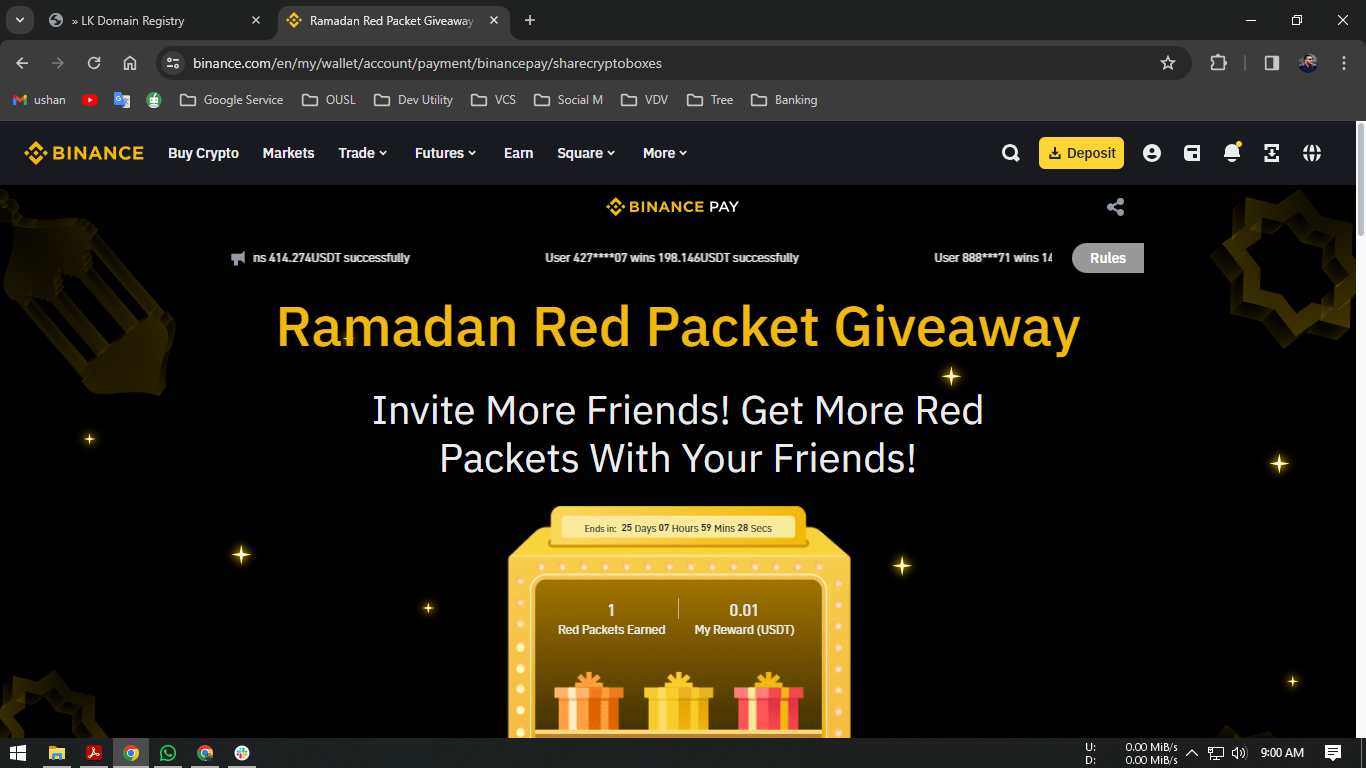 » LK Domain Registry
Ramadan Red Packet Giveaway
binance.com/en/my/wallet/account/payment/binancepay/sharecryptoboxes
ushan
Google Service
OUSL
Dev Utility
VCS
Social M
VDV
Tree
Banking
BINANCE
Buy Crypto
Markets
Trade
Futures
Earn
Square
More
Deposit
BINANCE PAY
ns 414.274USDT successfully
User 427****07 wins 198.146USDT successfully
User 888***71 wins 14
Rules
Ramadan Red Packet Giveaway
Invite More Friends! Get More Red
Packets With Your Friends!
Ends in: 25 Days 07 Hours 59 Mins 28 Secs
1
Red Packets Earned
0.01
My Reward (USDT)
U: 0.00 MiB/s
D: 0.00 MiB/s
9:00 AM